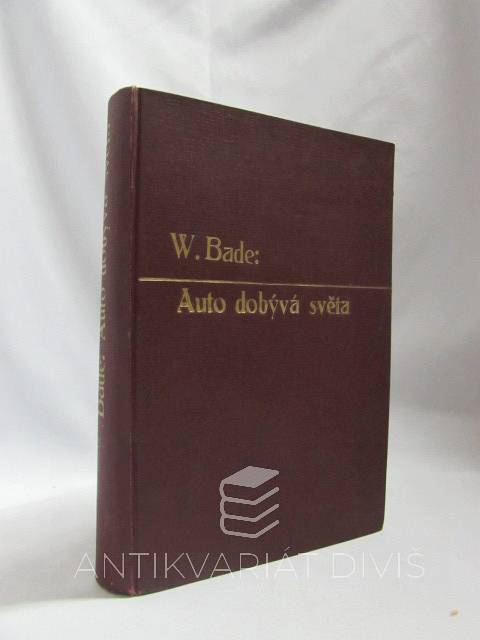 W. Bade:
Auto dobývá světa
Bade: Auto dobývá světa
ANTIKVARIÁT DIVIŠ